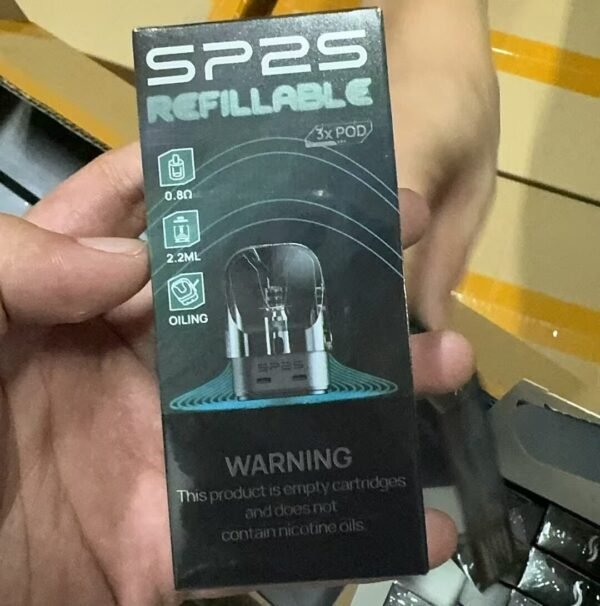 SP2S
REFILLABLE
3x POD
0.8Ω
2.2ML
OILING
SP2S
WARNING
This product is empty cartridges
and does not
contain nicotine oils.